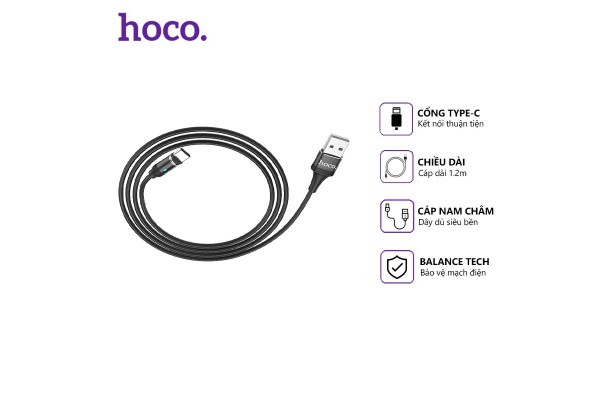 hoco.
hoco.
CỔNG TYPE-C
Kết nối thuận tiện
CHIỀU DÀI
Cáp dài 1.2m
CÁP NAM CHÂM
Dây dù siêu bền
BALANCE TECH
Bảo vệ mạch điện